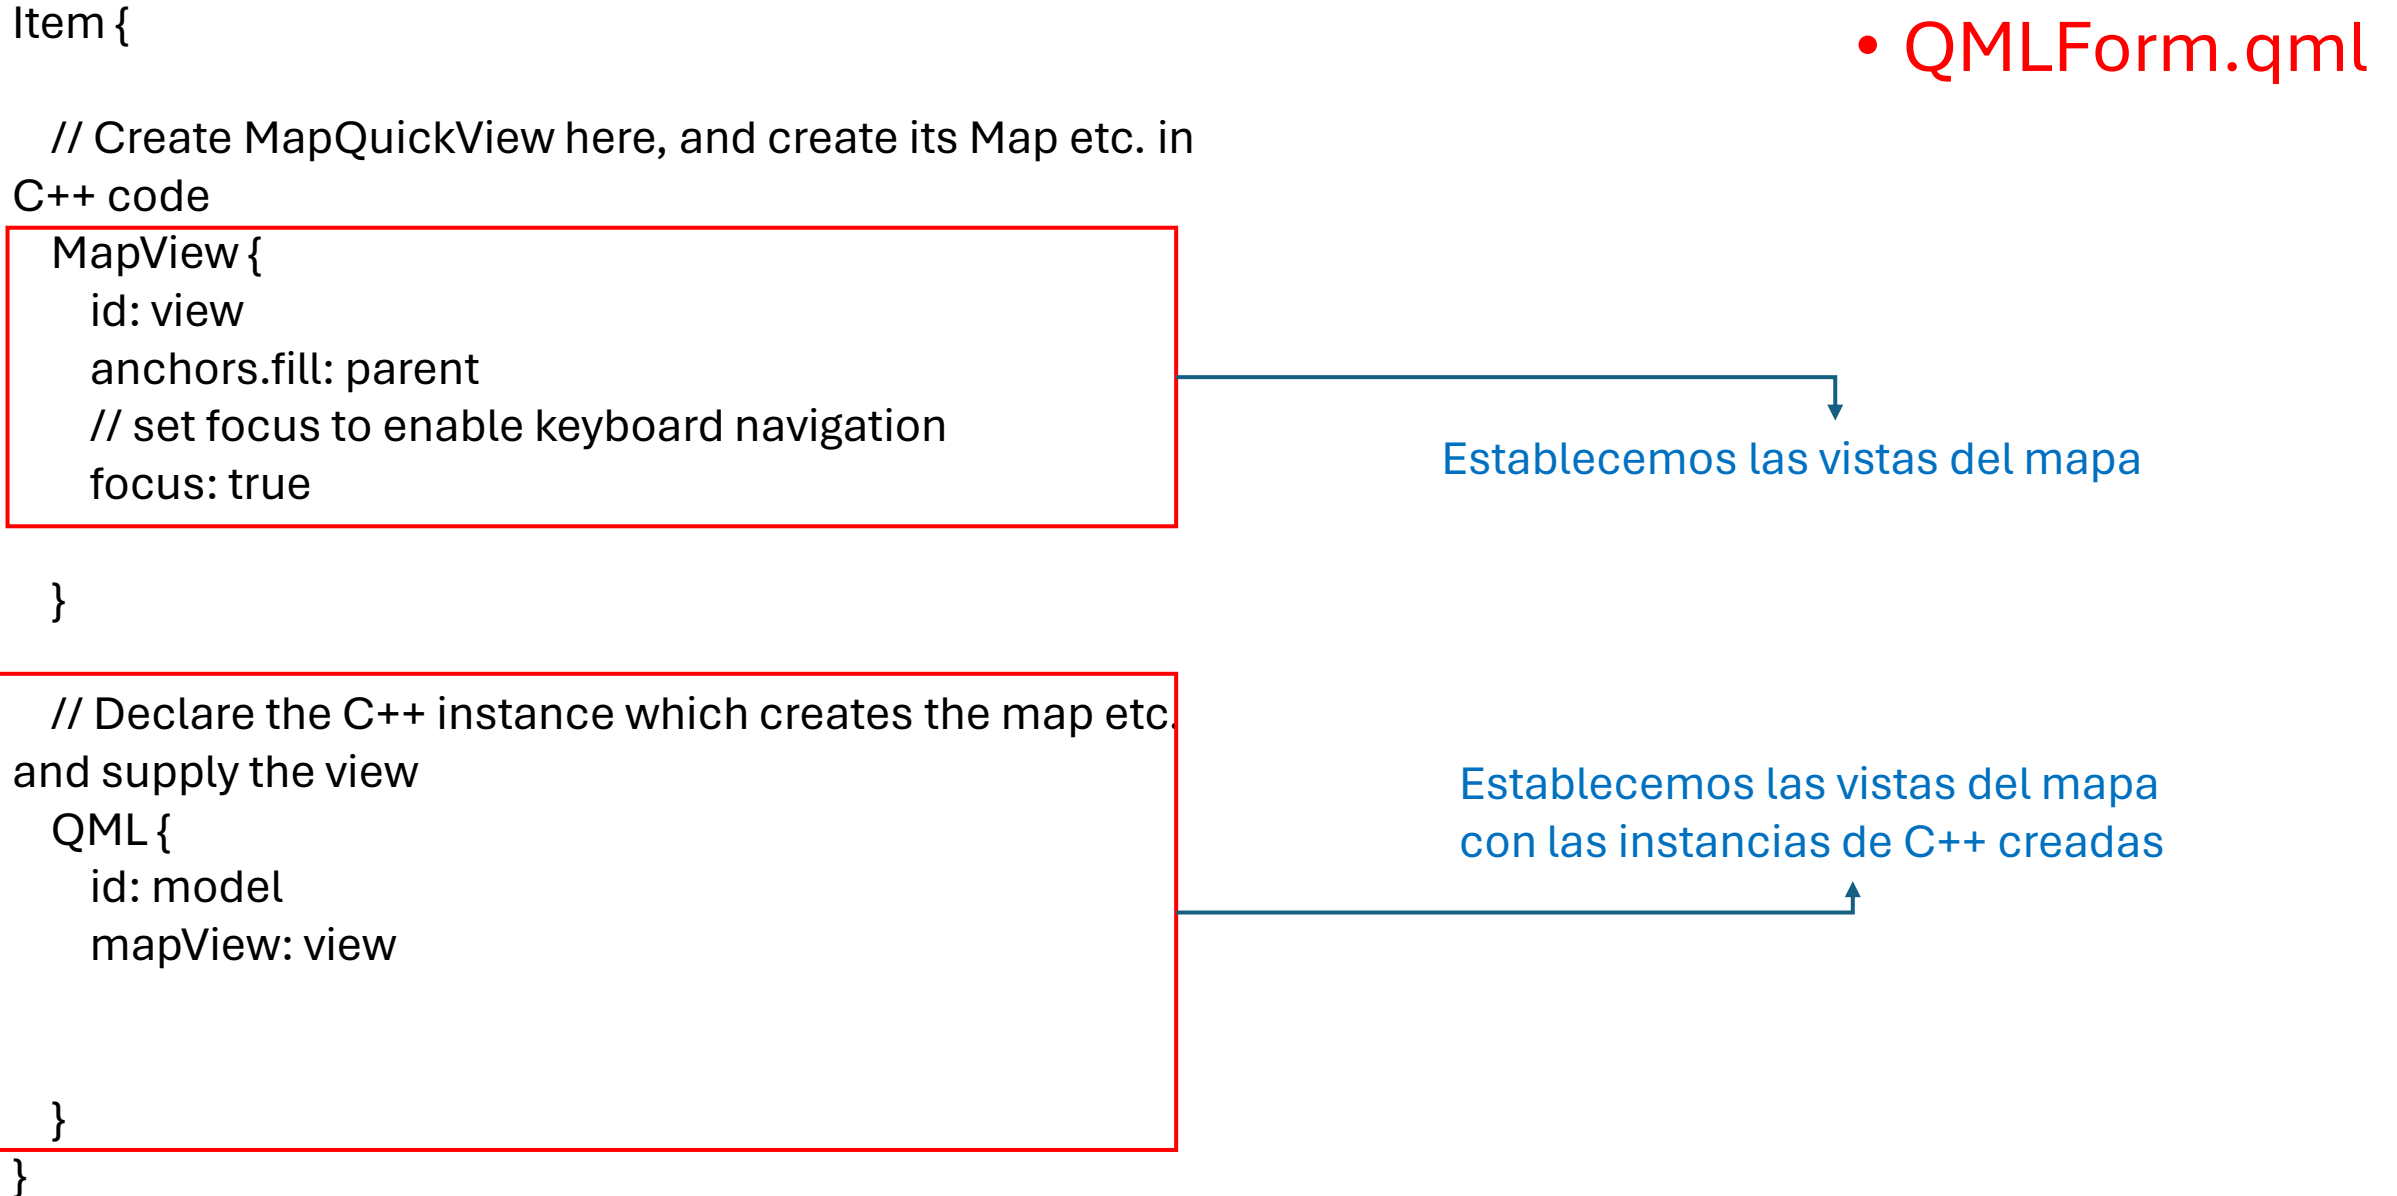 Item {
• QMLForm.qml
// Create MapQuickView here, and create its Map etc. in
C++ code
MapView {
id: view
anchors.fill: parent
// set focus to enable keyboard navigation
focus: true
Establecemos las vistas del mapa
}
// Declare the C++ instance which creates the map etc.
and supply the view
QML {
id: model
mapView: view
Establecemos las vistas del mapa
con las instancias de C++ creadas
}
}